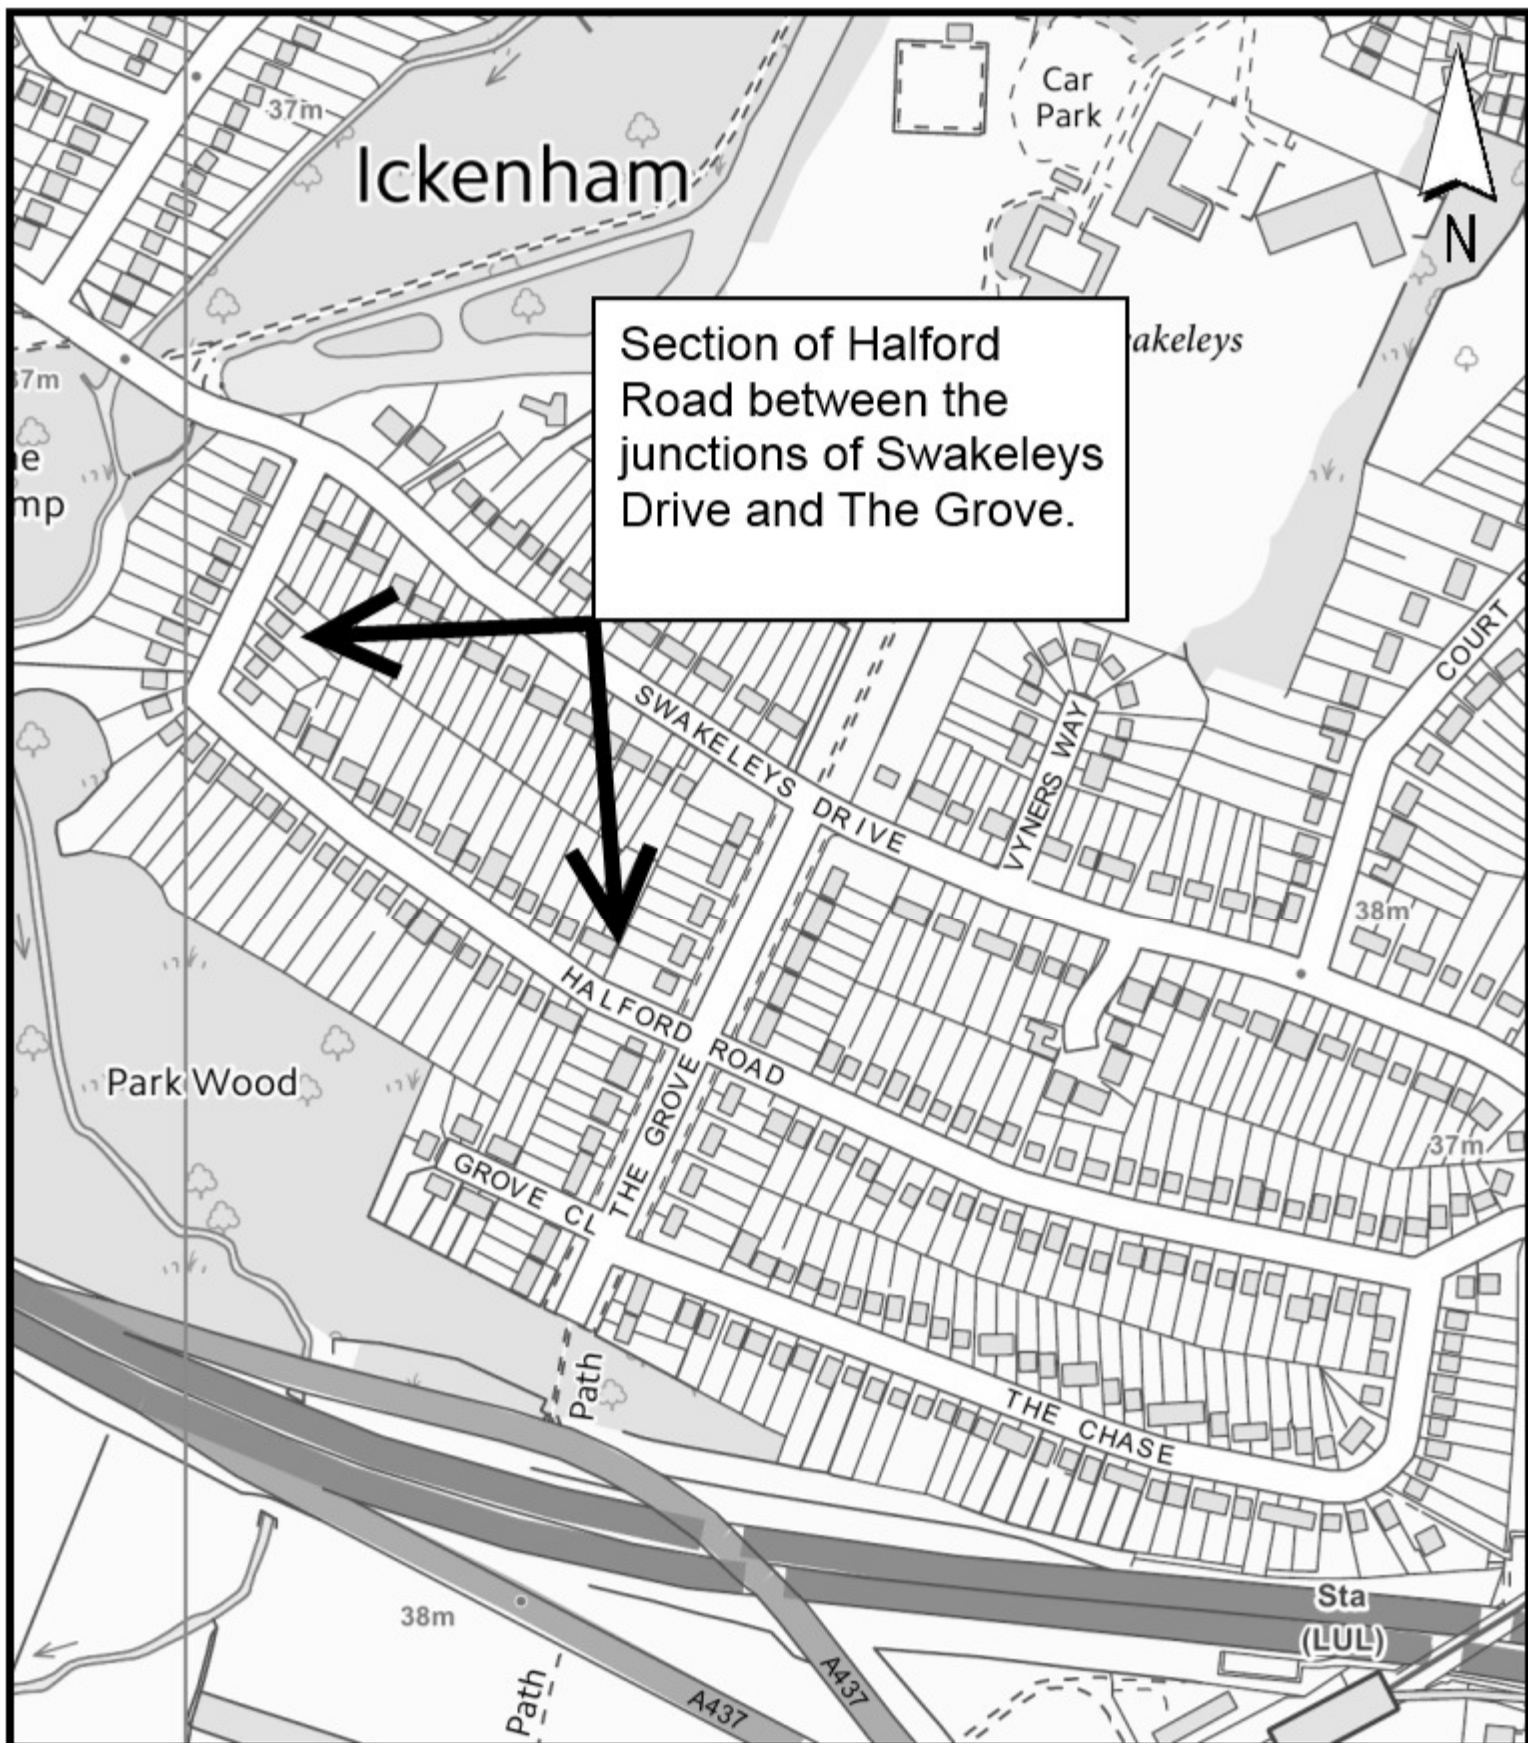 37m
Car
Park
Ickenham
N
Section of Halford
Road between the
junctions of Swakeleys
Drive and The Grove.
akeleys
37m
e
mp
COURT
SWAKELEYS DRIVE
VYNERS WAY
38m
HALFORD ROAD
Park Wood
THE GROVE
37m
GROVE CL
Path
THE CHASE
Sta
(LUL)
38m
A437
A437
Path